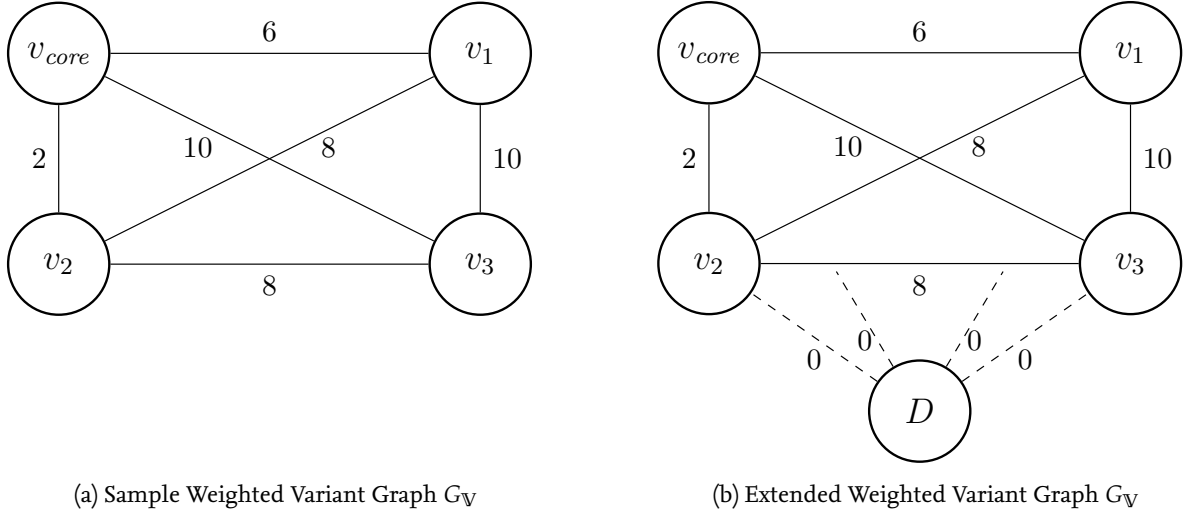 v_core 6 v_1
2 10 8 10
v_2 8 v_3
(a) Sample Weighted Variant Graph G_𝕍
v_core 6 v_1
2 10 8 10
v_2 8 v_3
0 0 0 0
D
(b) Extended Weighted Variant Graph G_𝕍